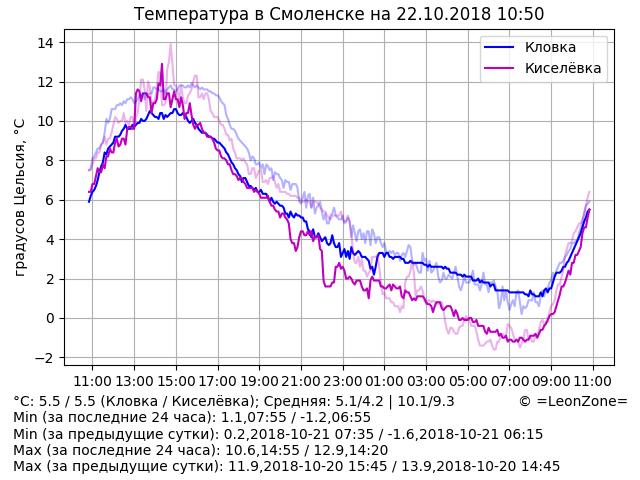 Температура в Смоленске на 22.10.2018 10:50
Кловка
Киселёвка
градусов Цельсия, °C
14
12
10
8
6
4
2
0
−2
11:00 13:00 15:00 17:00 19:00 21:00 23:00 01:00 03:00 05:00 07:00 09:00 11:00
°C: 5.5 / 5.5 (Кловка / Киселёвка); Средняя: 5.1/4.2 | 10.1/9.3 © =LeonZone=
Min (за последние 24 часа): 1.1,07:55 / -1.2,06:55
Min (за предыдущие сутки): 0.2,2018-10-21 07:35 / -1.6,2018-10-21 06:15
Max (за последние 24 часа): 10.6,14:55 / 12.9,14:20
Max (за предыдущие сутки): 11.9,2018-10-20 15:45 / 13.9,2018-10-20 14:45